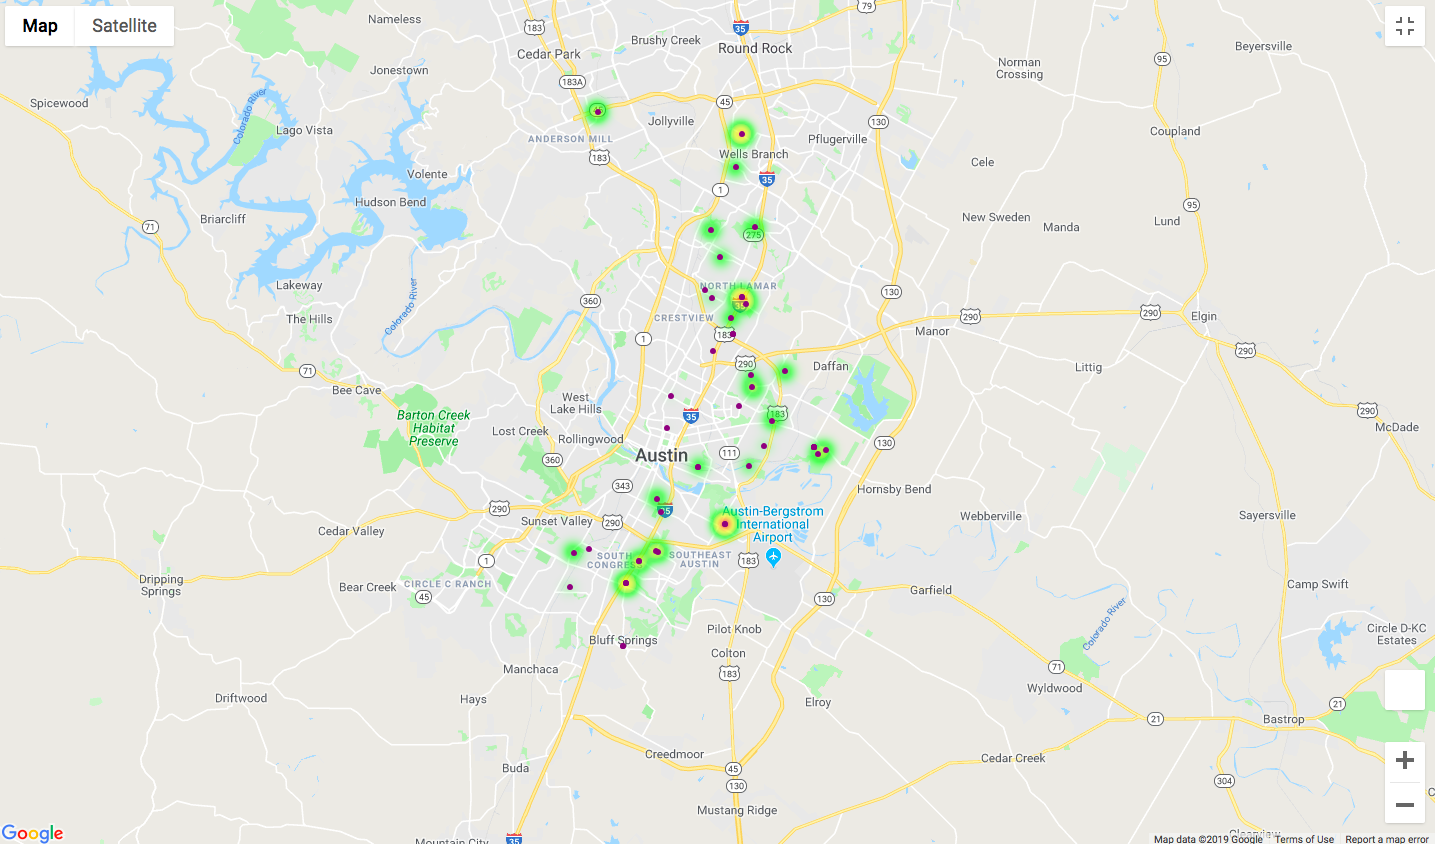 Map
Satellite
Nameless
183
Brushy Creek
35
Round Rock
79
Beyersville
Cedar Park
Jonestown
183A
Norman
Crossing
95
Spicewood
Colorado River
45
130
Lago Vista
Jollyville
Pflugerville
Coupland
ANDERSON MILL
183
Wells Branch
Cele
Volente
35
1
Hudson Bend
95
Briarcliff
71
New Sweden
Manda
Lund
275
Lakeway
NORTH LAMAR
Colorado River
360
130
The Hills
CRESTVIEW
35
290
290
Elgin
Manor
183
1
290
290
71
Daffan
Littig
Bee Cave
West
Lake Hills
Barton Creek
Habitat
Preserve
35
183
290
McDade
Lost Creek
Rollingwood
130
Austin
111
360
343
Hornsby Bend
290
35
Austin-Bergstrom
International
Airport
Webberville
Sayersville
Cedar Valley
Sunset Valley
290
1
SOUTH
CONGRESS
SOUTHEAST
AUSTIN
183
Dripping
Springs
Bear Creek
CIRCLE C RANCH
45
130
Garfield
Camp Swift
Colorado River
Pilot Knob
Bluff Springs
Circle D-KC
Estates
Colton
Manchaca
183
71
Wyldwood
Driftwood
Hays
Elroy
21
21
Bastrop
Creedmoor
Buda
45
Cedar Creek
130
304
Mustang Ridge
Google
35
Mountain City
Clearview
Map data ©2019 Google
Terms of Use
Report a map error